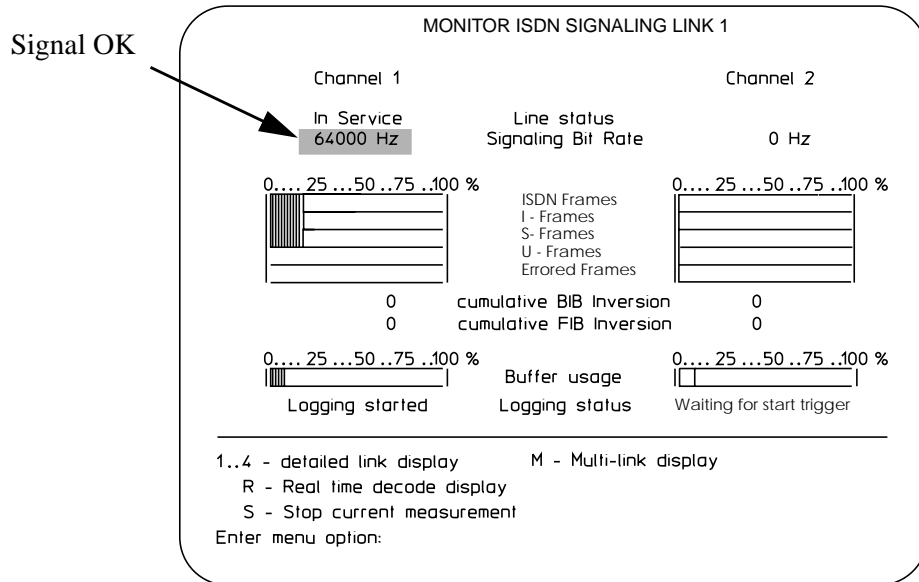 MONITOR ISDN SIGNALING LINK 1
Signal OK
Channel 1 Channel 2
In Service Line status
64000 Hz Signaling Bit Rate 0 Hz
0.... 25 ...50 ..75 ..100 % 0.... 25 ...50 ..75 ..100 %
ISDN Frames
I - Frames
S- Frames
U - Frames
Errored Frames
0 cumulative BIB Inversion 0
0 cumulative FIB Inversion 0
0.... 25 ...50 ..75 ..100 % 0.... 25 ...50 ..75 ..100 %
Buffer usage
Logging started Logging status Waiting for start trigger
1..4 - detailed link display M - Multi-link display
R - Real time decode display
S - Stop current measurement
Enter menu option: